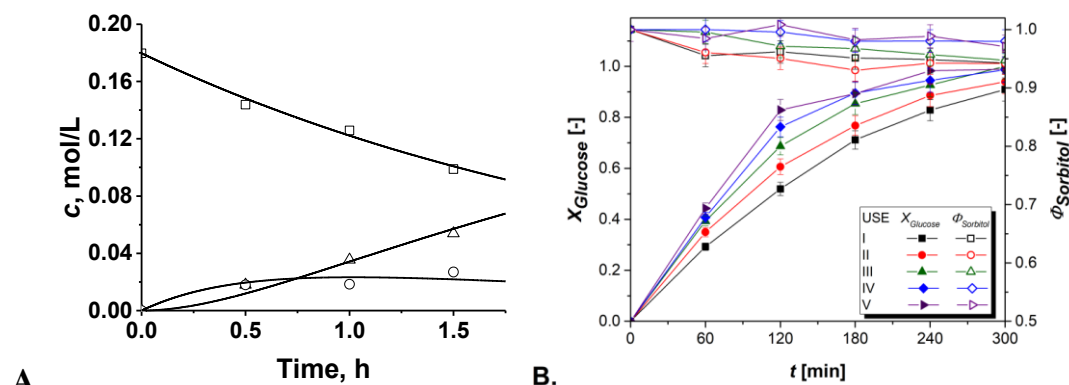 0.20
0.16
0.12
0.08
0.04
0.00
c, mol/L
0.0
0.5
1.0
1.5
Time, h
A
X_Glucose [-]
1.0
0.8
0.6
0.4
0.2
0.0
0
60
120
180
240
300
t [min]
1.0
0.9
0.8
0.7
0.6
0.5
Φ_Sorbitol [-]
USE X_Glucose Φ_Sorbitol
I
II
III
IV
V
B.